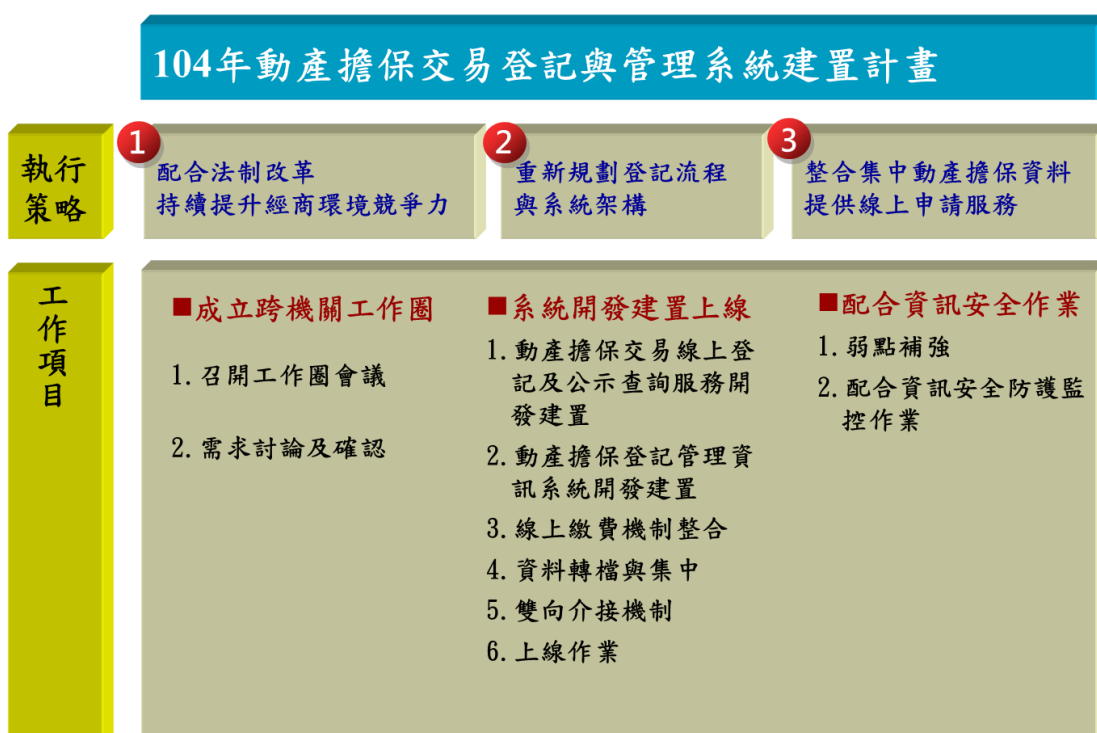 104年動產擔保交易登記與管理系統建置計畫
執行
策略
1
配合法制改革
持續提升經商環境競爭力
2
重新規劃登記流程
與系統架構
3
整合集中動產擔保資料
提供線上申請服務
工作項目
■成立跨機關工作圈
1.召開工作圈會議
2.需求討論及確認
■系統開發建置上線
1.動產擔保交易線上登
記及公示查詢服務開
發建置
2.動產擔保登記管理資
訊系統開發建置
3.線上繳費機制整合
4.資料轉檔與集中
5.雙向介接機制
6.上線作業
■配合資訊安全作業
1.弱點補強
2.配合資訊安全防護監
控作業